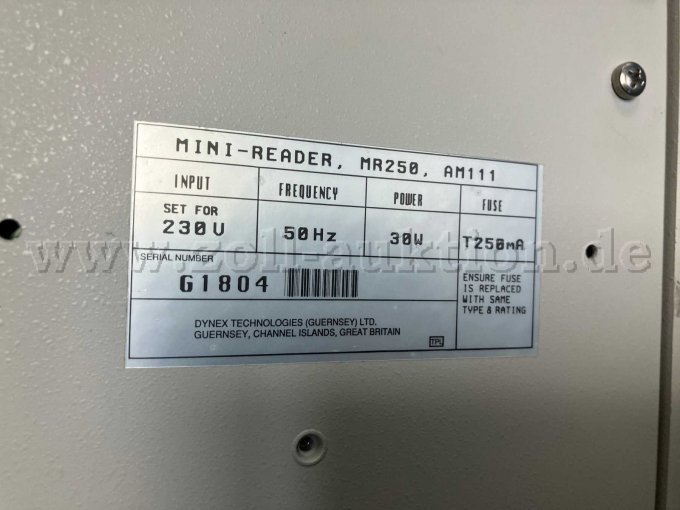 MINI-READER, MR250, AM111
INPUT FREQUENCY POWER FUSE
SET FOR
230V 50Hz 30W T250mA
www.zoll-auktion.de
SERIAL NUMBER
G1804
ENSURE FUSE
IS REPLACED
WITH SAME
TYPE & RATING
DYNEX TECHNOLOGIES (GUERNSEY) LTD.
GUERNSEY, CHANNEL ISLANDS, GREAT BRITAIN
TPL